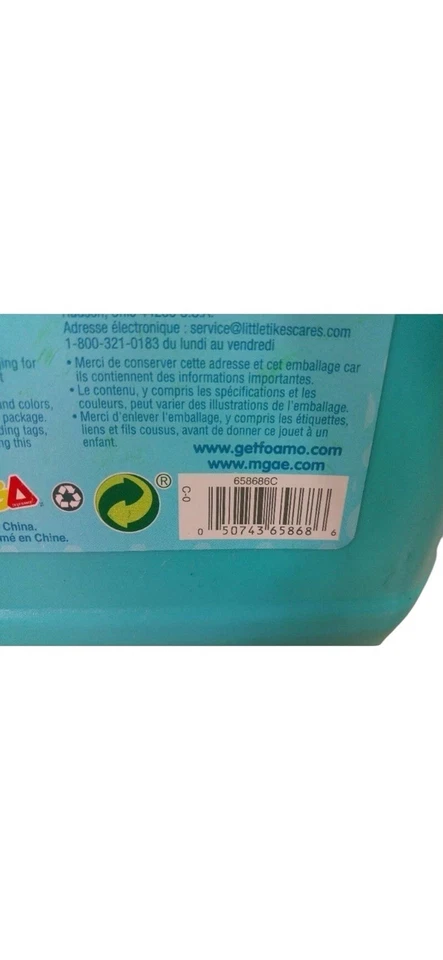 Adresse électronique : service@littletikescares.com
1-800-321-0183 du lundi au vendredi
• Merci de conserver cette adresse et cet emballage car
ils contiennent des informations importantes.
• Le contenu, y compris les spécifications et les
couleurs, peut varier des illustrations de l'emballage.
• Merci d'enlever l'emballage, y compris les étiquettes,
liens et fils cousus, avant de donner ce jouet à un
enfant.
ging for
and colors,
package.
ding tags,
ng this
www.getfoamo.com
www.mgae.com
GA
China.
mé en Chine.
®
C-0
658686C
0 50743 65868 6